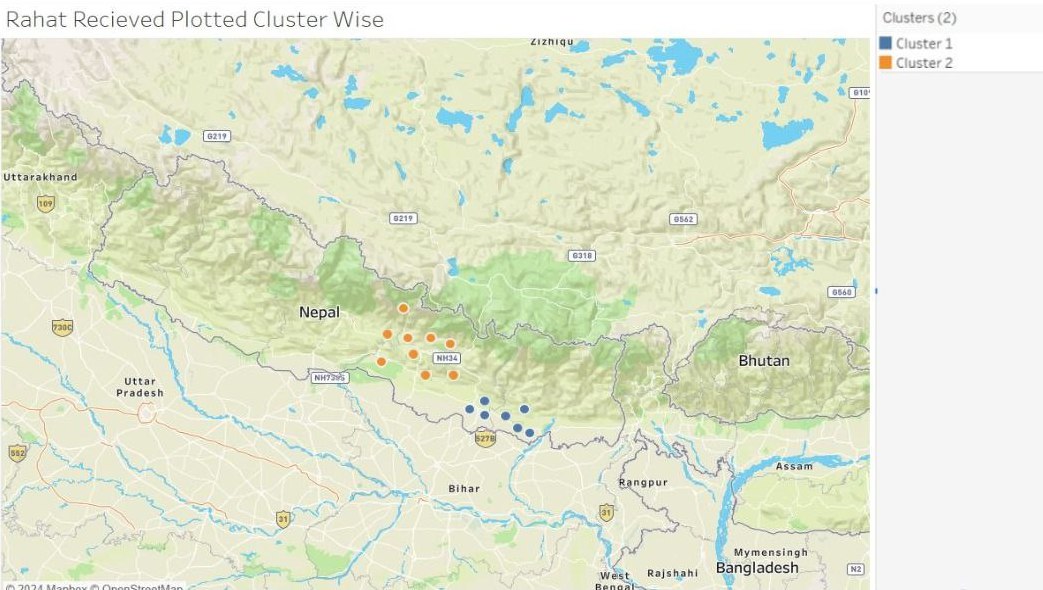 Rahat Recieved Plotted Cluster Wise
Clusters (2)
Cluster 1
Cluster 2
Zizhiqu
G219
Uttarakhand
109
G219
G562
G318
G560
Nepal
730C
NH34
Bhutan
NH730S
Uttar
Pradesh
527B
552
Assam
Bihar
Rangpur
31
31
Mymensingh
Bangladesh
N2
West
Bengal
Rajshahi
© 2024 Mapbox © OpenStreetMap